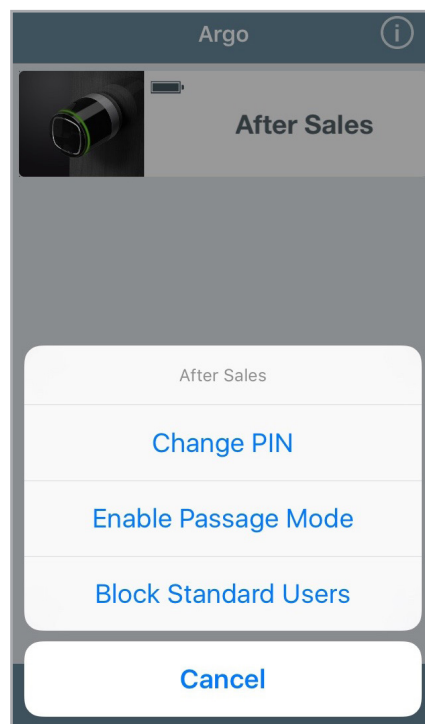 Argo
After Sales
After Sales
Change PIN
Enable Passage Mode
Block Standard Users
Cancel